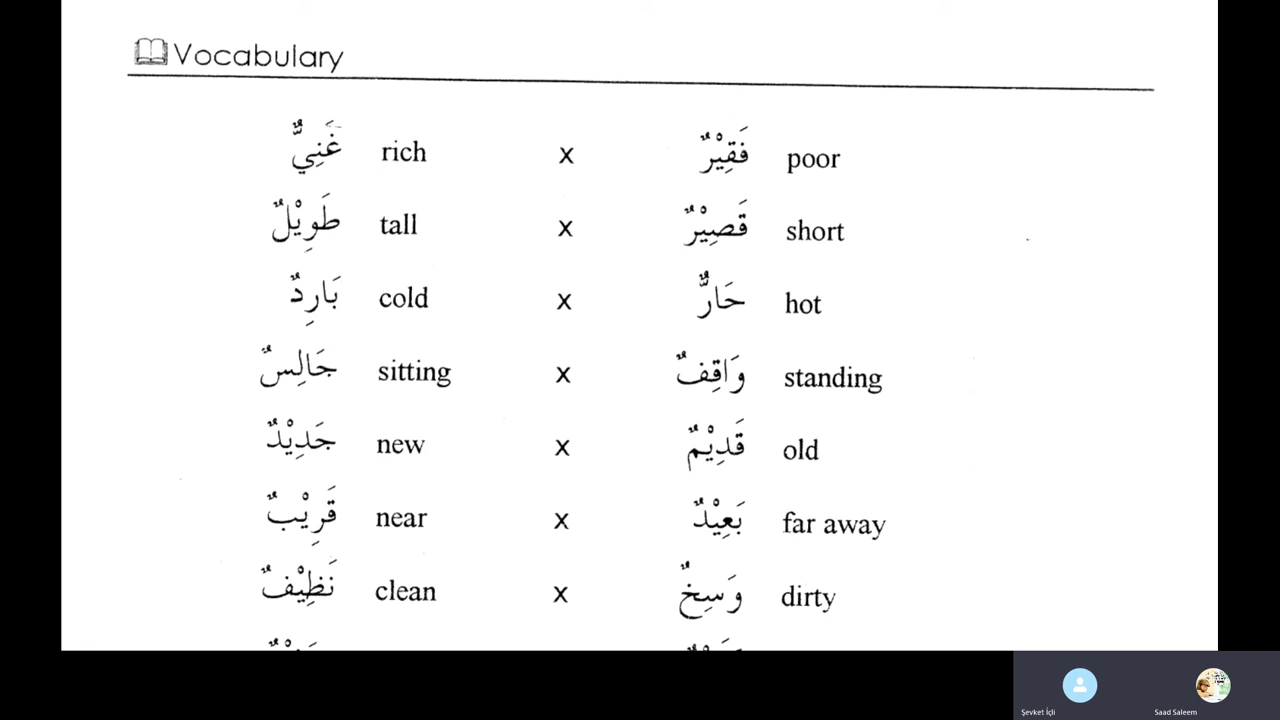 Vocabulary
غَنِيٌّ rich x فَقِيْرٌ poor
طَوِيْلٌ tall x قَصِيْرٌ short
بَارِدٌ cold x حَارٌّ hot
جَالِسٌ sitting x وَاقِفٌ standing
جَدِيْدٌ new x قَدِيْمٌ old
قَرِيْبٌ near x بَعِيْدٌ far away
نَظِيْفٌ clean x وَسِخٌ dirty
Şevket İçli Saad Saleem